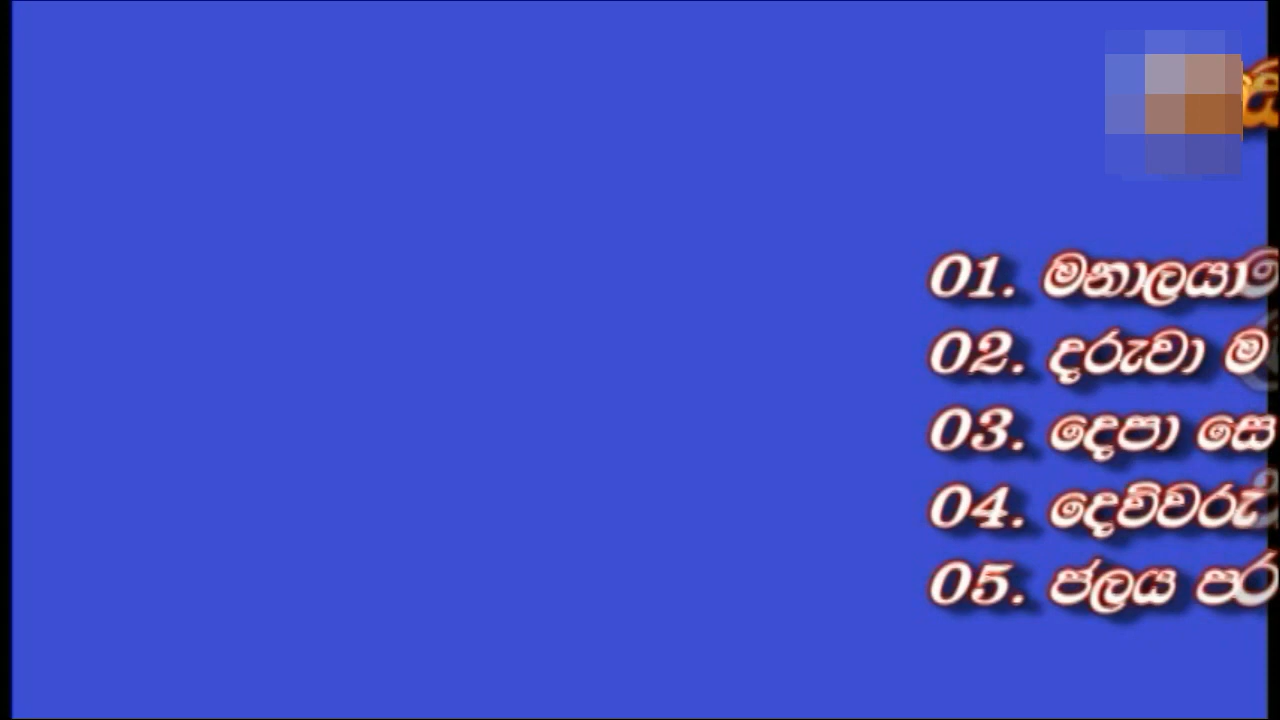 01. මනාලයා
02. දරුවා ම
03. දෙපා සෙ
04. දෙව්වරු
05. ජලය පර